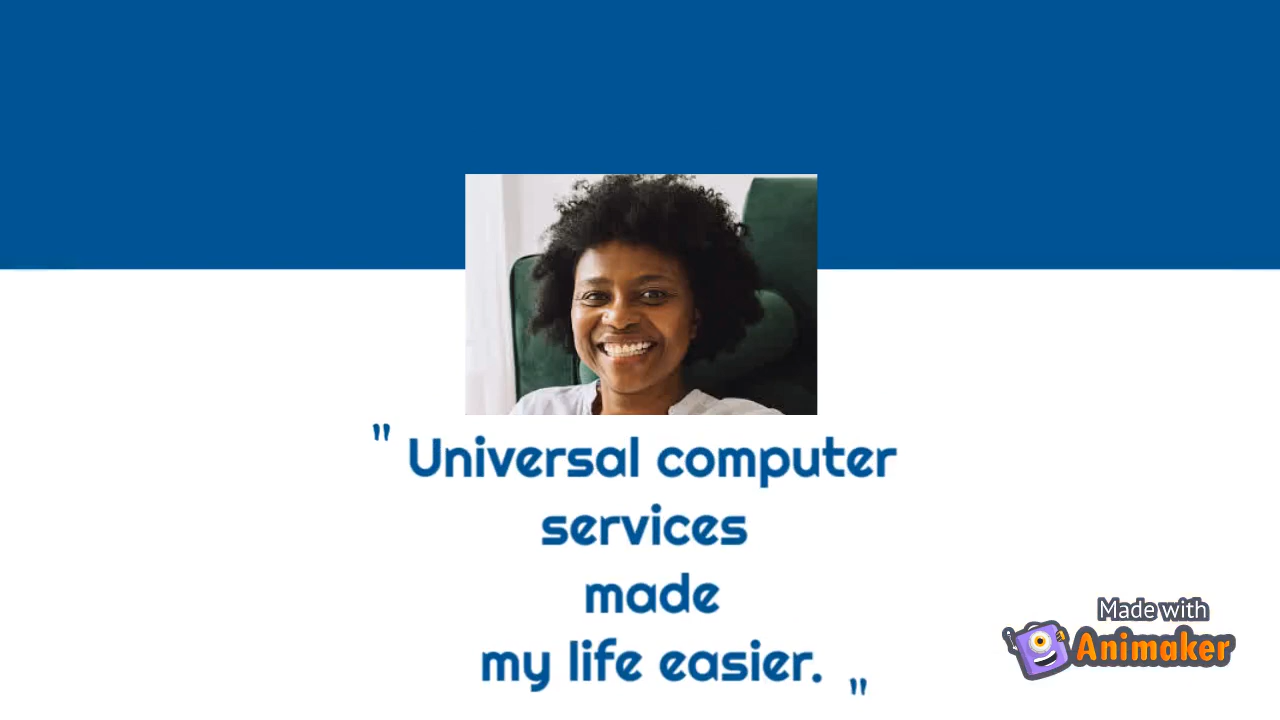 " Universal computer
services
made
my life easier. "
Made with
Animaker